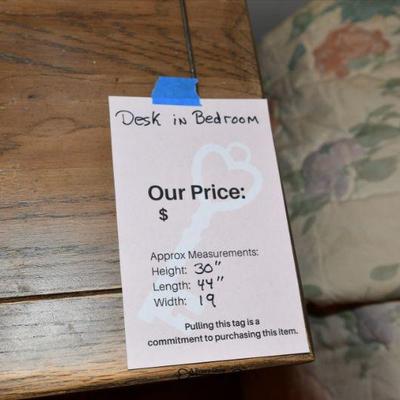 Desk in Bedroom
Our Price:
$
Approx Measurements:
Height: 30"
Length: 44"
Width: 19
Pulling this tag is a
commitment to purchasing this item.